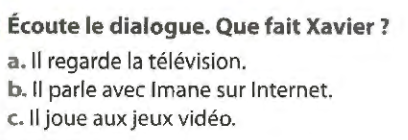 Écoute le dialogue. Que fait Xavier ?
a. Il regarde la télévision.
b. Il parle avec Imane sur Internet.
c. Il joue aux jeux vidéo.